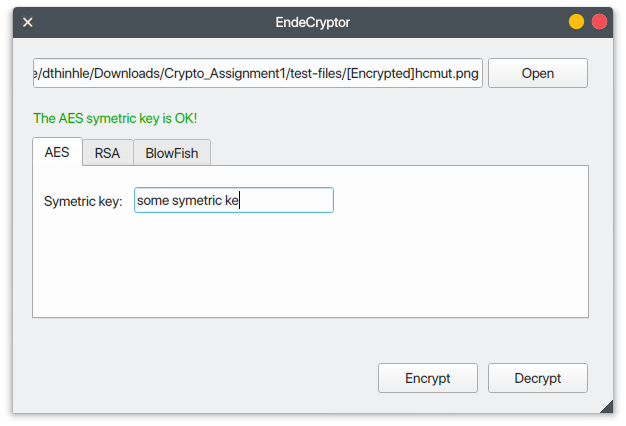 EndeCryptor
e/dthinhle/Downloads/Crypto_Assignment1/test-files/[Encrypted]hcmut.png Open
The AES symetric key is OK!
AES RSA BlowFish
Symetric key: some symetric ke
Encrypt Decrypt